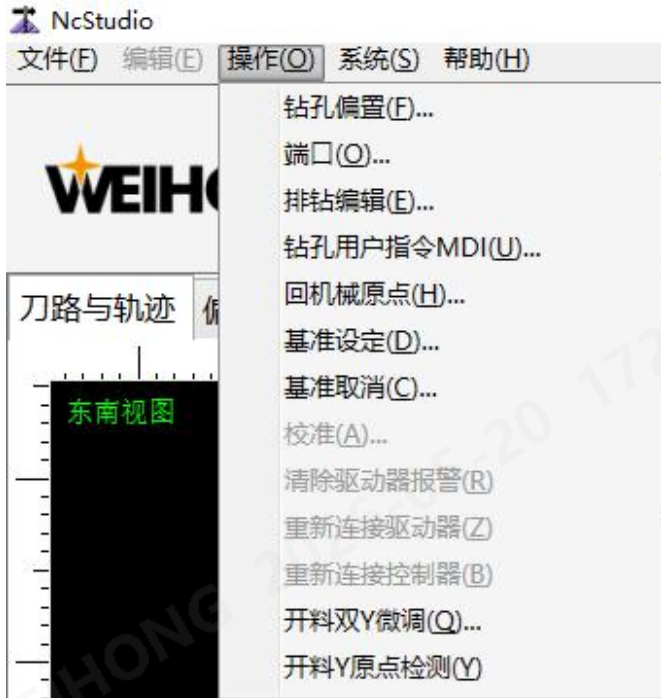 NcStudio
文件(F) 编辑(E) 操作(O) 系统(S) 帮助(H)
钻孔偏置(F)...
端口(O)...
WEIH
排钻编辑(E)...
钻孔用户指令MDI(U)...
刀路与轨迹
回机械原点(H)...
基准设定(D)...
基准取消(C)...
东南视图
校准(A)...
清除驱动器报警(R)
重新连接驱动器(Z)
重新连接控制器(B)
开料双Y微调(Q)...
开料Y原点检测(Y)